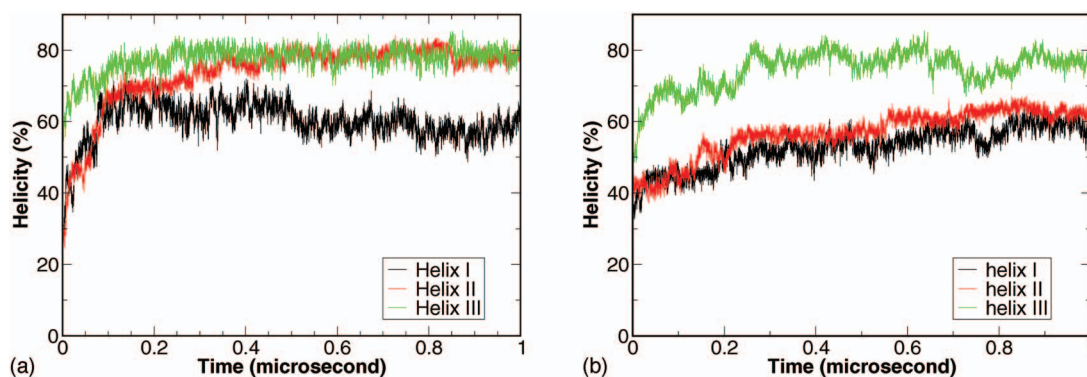 80
60
40
20
0
Helicity (%)
Helix I
Helix II
Helix III
0 0.2 0.4 0.6 0.8 1
Time (microsecond)
(a)
80
60
40
20
0
Helicity (%)
helix I
helix II
helix III
0 0.2 0.4 0.6 0.8
Time (microsecond)
(b)